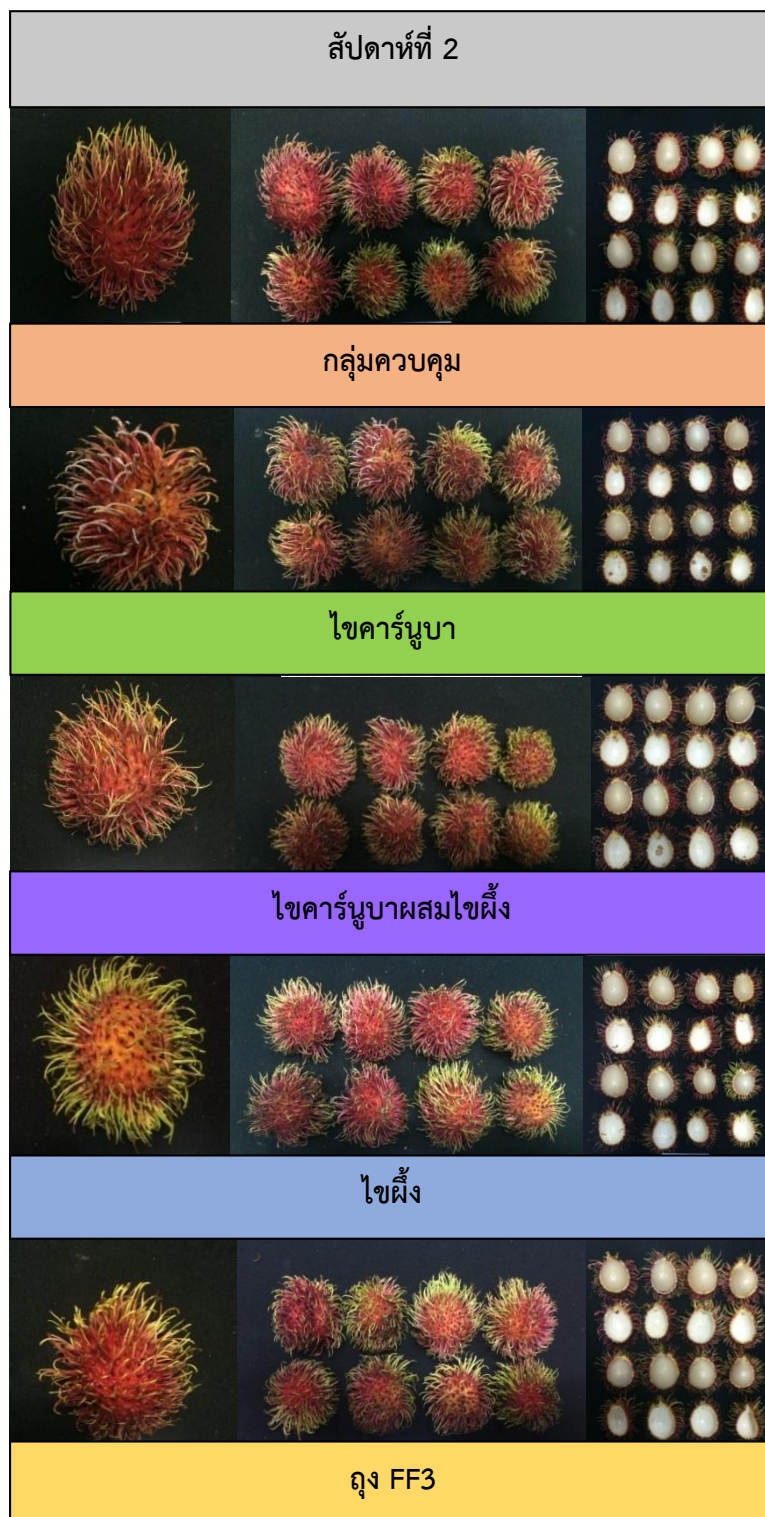 สัปดาห์ที่ 2
กลุ่มควบคุม
ไขคาร์นูบา
ไขคาร์นูบาผสมไขผึ้ง
ไขผึ้ง
ถุง FF3